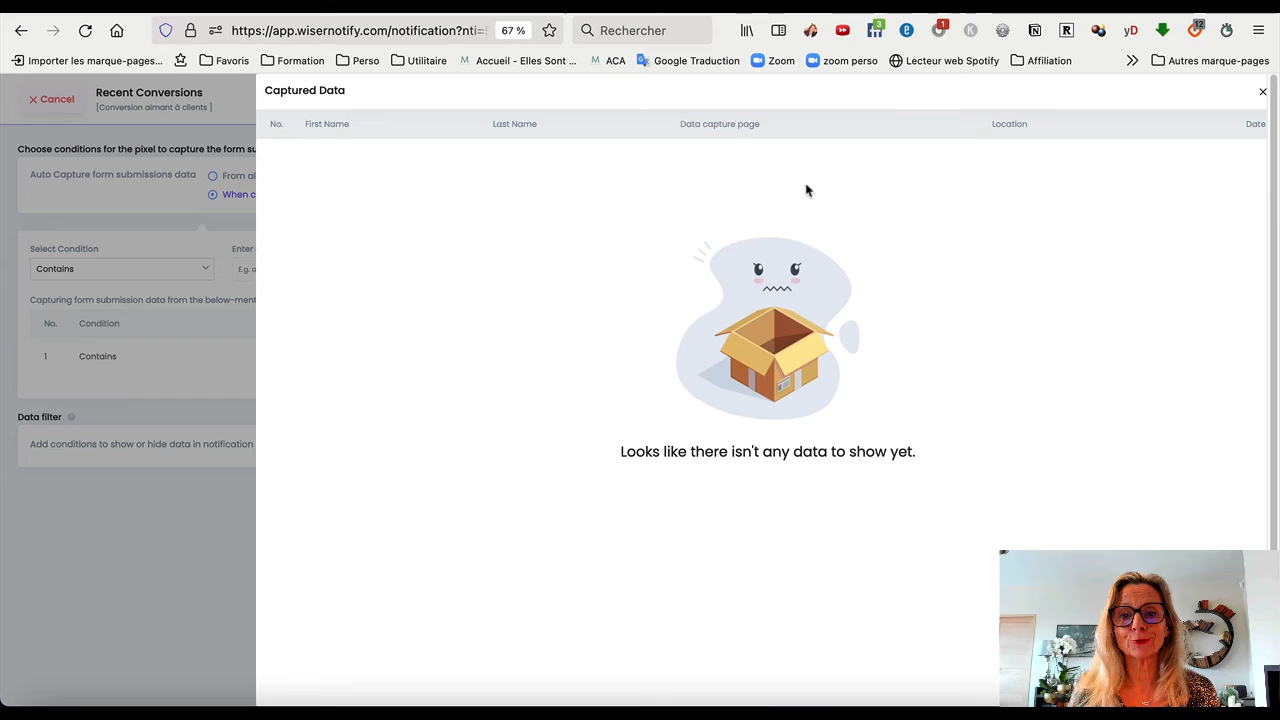 https://app.wisernotify.com/notification?nti=
67 %
Rechercher
3
1
yD
12
Importer les marque-pages...
Favoris
Formation
Perso
Utilitaire
Accueil - Elles Sont ...
ACA
Google Traduction
Zoom
zoom perso
Lecteur web Spotify
Affiliation
Autres marque-pages
Cancel
Recent Conversions
[Conversion aimant à clients ]
Captured Data
No.
First Name
Last Name
Data capture page
Location
Date
Choose conditions for the pixel to capture the form su
Auto Capture form submissions data
From al
When c
Select Condition
Enter
Contains
E.g. a
Capturing form submission data from the below-ment
No.
Condition
1
Contains
Data filter
Add conditions to show or hide data in notification
Looks like there isn't any data to show yet.